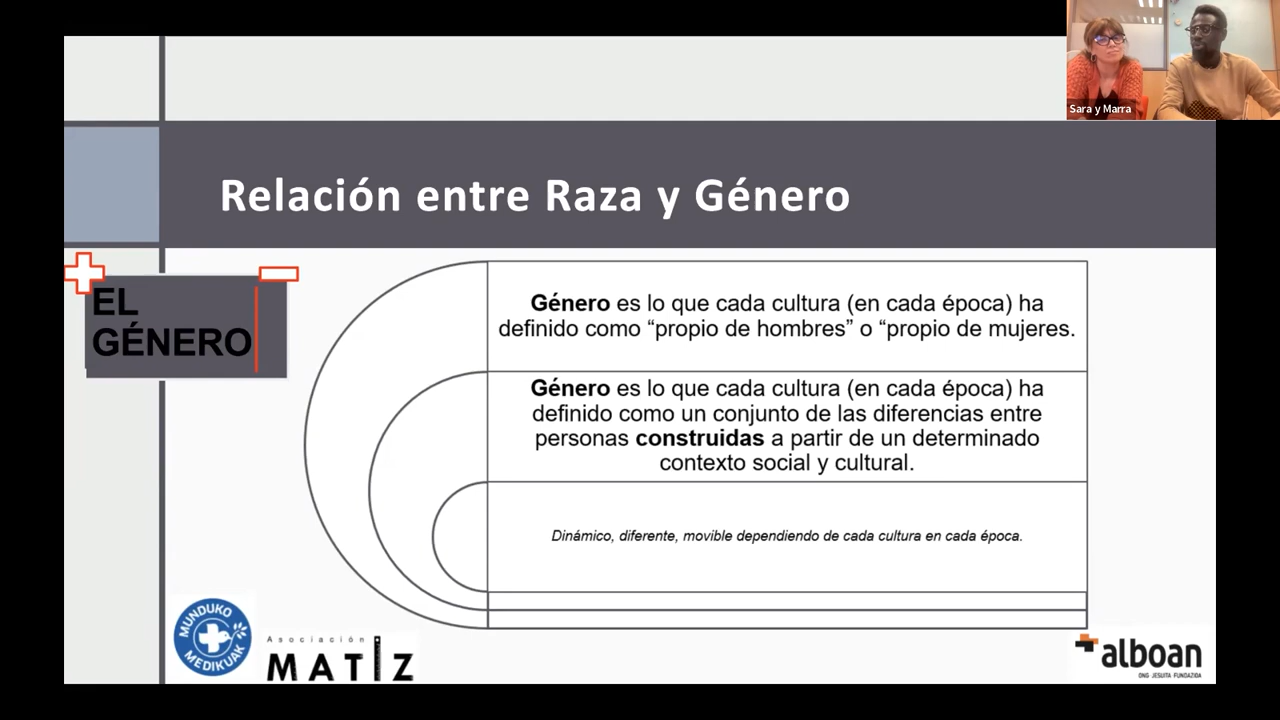 Sara y Marra
Relación entre Raza y Género
EL
GÉNERO
Género es lo que cada cultura (en cada época) ha
definido como “propio de hombres” o “propio de mujeres.
Género es lo que cada cultura (en cada época) ha
definido como un conjunto de las diferencias entre
personas construidas a partir de un determinado
contexto social y cultural.
Dinámico, diferente, movible dependiendo de cada cultura en cada época.
MUNDUKO
MEDIKUAK
Asociación
MATIZ
alboan
ONG JESUITA FUNDAZIOA